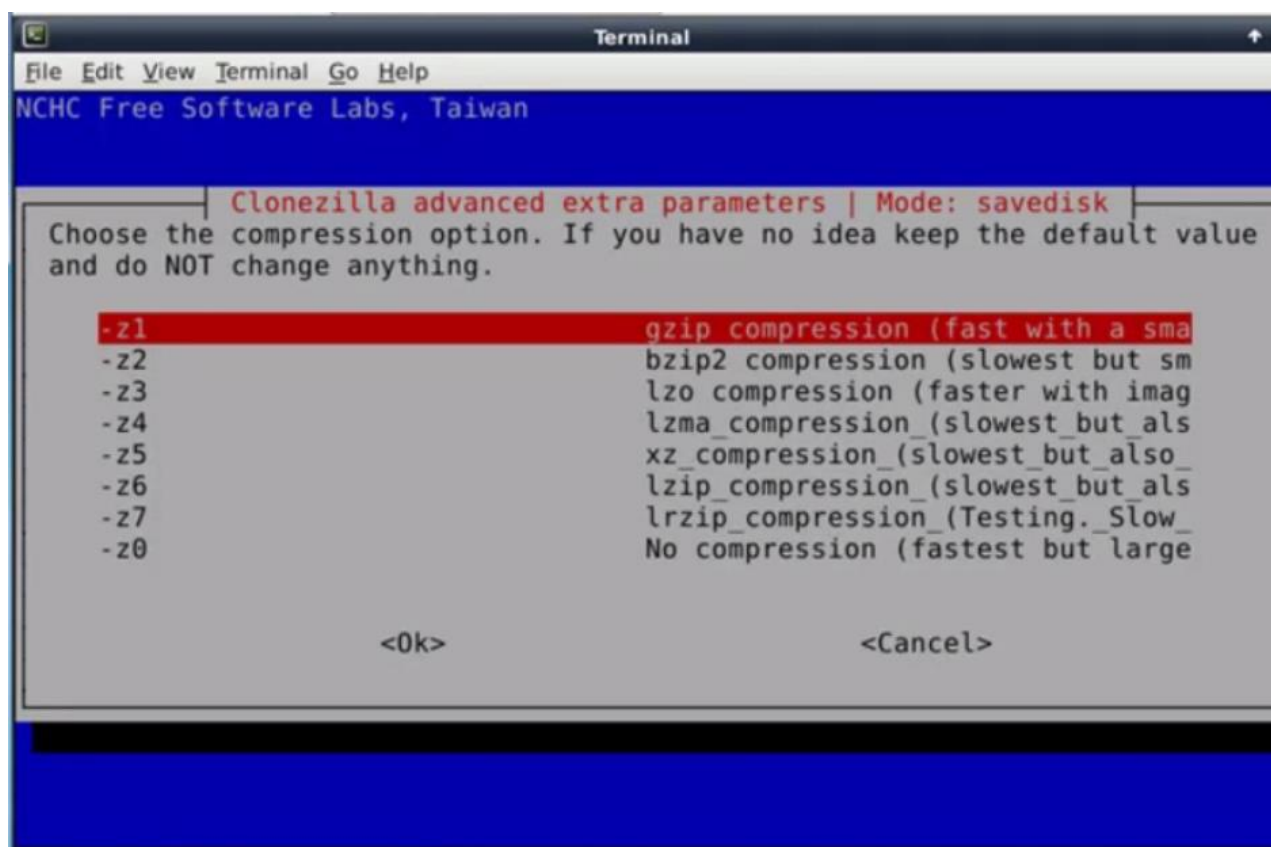 Terminal
File Edit View Terminal Go Help
NCHC Free Software Labs, Taiwan
Clonezilla advanced extra parameters | Mode: savedisk
Choose the compression option. If you have no idea keep the default value
and do NOT change anything.
-z1 gzip compression (fast with a sma
-z2 bzip2 compression (slowest but sm
-z3 lzo compression (faster with imag
-z4 lzma_compression_(slowest_but_als
-z5 xz_compression_(slowest_but_also_
-z6 lzip_compression_(slowest_but_als
-z7 lrzip_compression_(Testing._Slow_
-z0 No compression (fastest but large
<Ok> <Cancel>